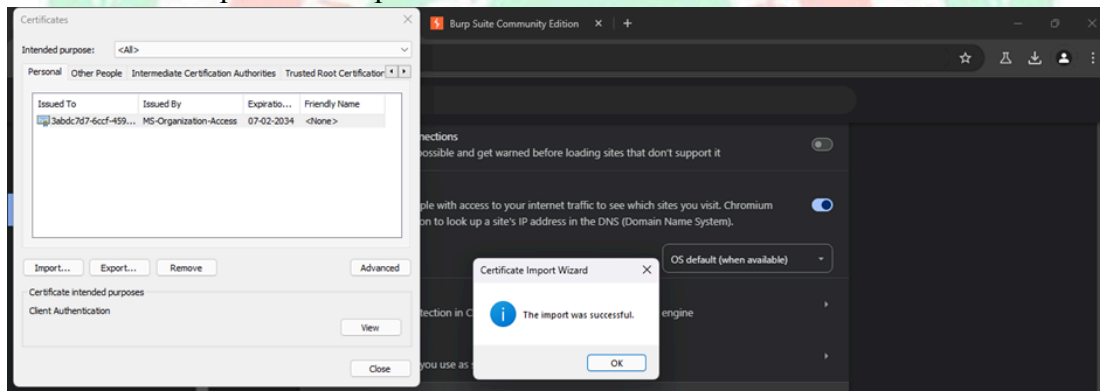 Certificates
Intended purpose: <All>
Personal Other People Intermediate Certification Authorities Trusted Root Certification
Issued To Issued By Expiratio... Friendly Name
3abdc7d7-6ccf-459... MS-Organization-Access 07-02-2034 <None>
Import... Export... Remove Advanced
Certificate intended purposes
Client Authentication
View
Close
Burp Suite Community Edition
nections
possible and get warned before loading sites that don't support it
ple with access to your internet traffic to see which sites you visit. Chromium
on to look up a site's IP address in the DNS (Domain Name System).
OS default (when available)
Certificate Import Wizard
The import was successful.
OK
tection in C
engine
you use as